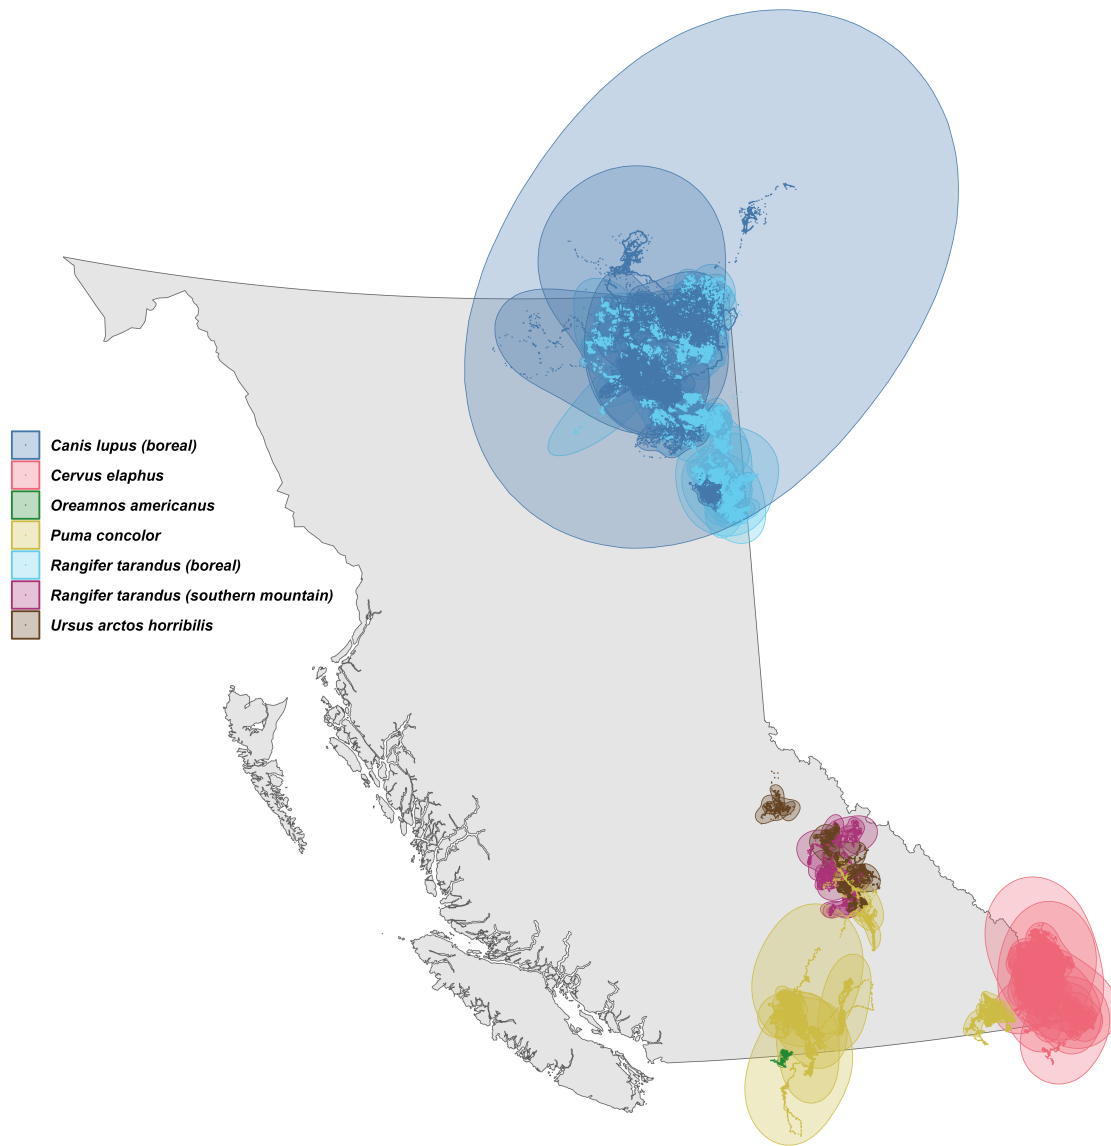 Canis lupus (boreal)
Cervus elaphus
Oreamnos americanus
Puma concolor
Rangifer tarandus (boreal)
Rangifer tarandus (southern mountain)
Ursus arctos horribilis